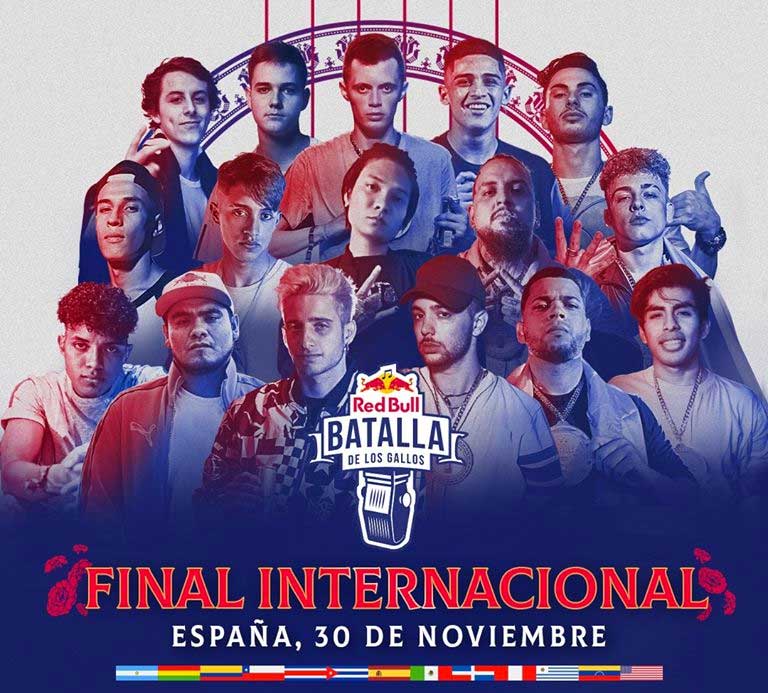 Red Bull
BATALLA
DE LOS GALLOS
FINAL INTERNACIONAL
ESPAÑA, 30 DE NOVIEMBRE